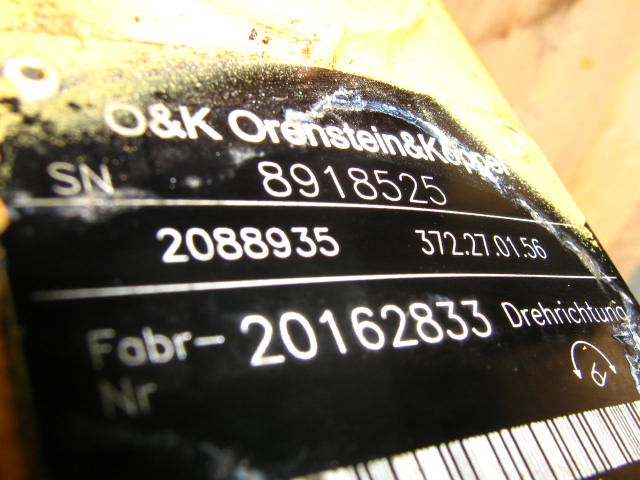 O&K Orenstein&Koppel
SN 8918525
2088935 372.27.01.56
Fabr- 20162833 Drehrichtung
Nr